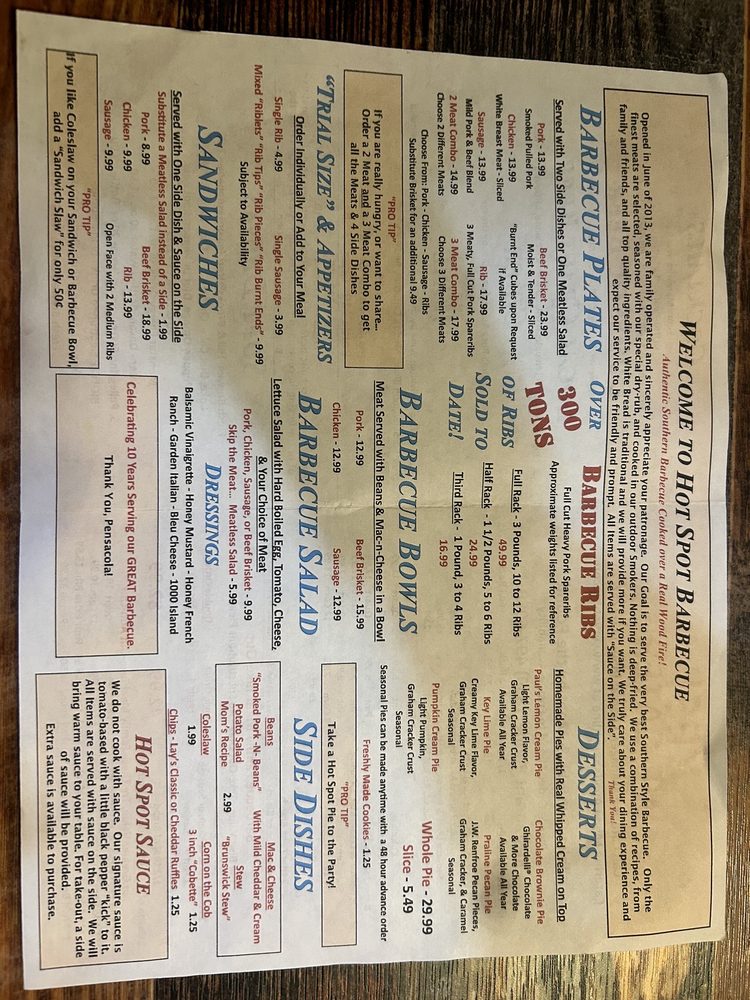 WELCOME TO HOT SPOT BARBECUE
Authentic Southern Barbecue Cooked over a Real Wood Fire!
Opened in June of 2013, we are family operated and sincerely appreciate your patronage. Our Goal is to serve the very best Southern Style Barbecue. Only the
finest meats are selected, seasoned with our special dry-rub, and cooked in our outdoor Smokers. Nothing is deep-fried. We use a combination of recipes, from
family and friends, and all top quality ingredients. White Bread is traditional and we will provide more if you want. We truly care about your dining experience and
expect our service to be friendly and prompt. All Items are served with "Sauce on the Side".
Thank You!
BARBECUE PLATES
Served with Two Side Dishes or One Meatless Salad
Pork - 13.99
Smoked Pulled Pork
Beef Brisket - 23.99
Moist & Tender - Sliced
Chicken - 13.99
White Breast Meat - Sliced
"Burnt End" Cubes upon Request
if Available
Sausage - 13.99
Mild Pork & Beef Blend
Rib - 17.99
3 Meaty, Full Cut Pork Spareribs
2 Meat Combo - 14.99
Choose 2 Different Meats
3 Meat Combo - 17.99
Choose 3 Different Meats
Choose From: Pork - Chicken - Sausage - Ribs
Substitute Brisket for an additional 9.49
"PRO TIP"
If you are really hungry, or want to share...
Order a 2 Meat and a 3 Meat Combo to get
all the Meats & 4 Side Dishes
"TRIAL SIZE" & APPETIZERS
Order Individually or Add to Your Meal
Single Rib - 4.99
Single Sausage - 3.99
Mixed "Riblets" "Rib Tips" "Rib Pieces" "Rib Burnt Ends" - 9.99
Subject to Availability
SANDWICHES
Served with One Side Dish & Sauce on the Side
Substitute a Meatless Salad instead of a Side - 1.99
Pork - 8.99
Beef Brisket - 18.99
Chicken - 9.99
Rib - 13.99
Sausage - 9.99
Open Face with 2 Medium Ribs
"PRO TIP"
If you like Coleslaw on your Sandwich or Barbecue Bowl,
add a "Sandwich Slaw" for only 50¢
OVER
300
TONS
OF RIBS
SOLD TO
DATE!
BARBECUE RIBS
Full Cut Heavy Pork Spareribs
Approximate weights listed for reference
Full Rack - 3 Pounds, 10 to 12 Ribs
49.99
Half Rack - 1 1/2 Pounds, 5 to 6 Ribs
24.99
Third Rack - 1 Pound, 3 to 4 Ribs
16.99
BARBECUE BOWLS
Meat Served with Beans & Mac-n-Cheese in a Bowl
Pork - 12.99
Beef Brisket - 15.99
Chicken - 12.99
Sausage - 12.99
BARBECUE SALAD
Lettuce Salad with Hard Boiled Egg, Tomato, Cheese,
& Your Choice of Meat
Pork, Chicken, Sausage, or Beef Brisket - 9.99
Skip the Meat... Meatless Salad - 5.99
DRESSINGS
Balsamic Vinaigrette - Honey Mustard - Honey French
Ranch - Garden Italian - Bleu Cheese - 1000 Island
Celebrating 10 Years Serving our GREAT Barbecue.
Thank You, Pensacola!
DESSERTS
Homemade Pies with Real Whipped Cream on Top
Paul's Lemon Cream Pie
Light Lemon Flavor,
Graham Cracker Crust
Available All Year
Chocolate Brownie Pie
Ghirardelli® Chocolate
& More Chocolate
Available All Year
Key Lime Pie
Creamy Key Lime Flavor,
Graham Cracker Crust
Seasonal
Praline Pecan Pie
J.W. Renfroe Pecan Pieces,
Graham Cracker, & Caramel
Seasonal
Pumpkin Cream Pie
Light Pumpkin,
Graham Cracker Crust
Seasonal
Whole Pie - 29.99
Slice - 5.49
Seasonal Pies can be made anytime with a 48 hour advance order
Freshly Made Cookies -1.25
"PRO TIP"
Take a Hot Spot Pie to the Party!
SIDE DISHES
Beans
"Smoked Pork -N- Beans"
Mac & Cheese
With Mild Cheddar & Cream
Potato Salad
Mom's Recipe
Stew
"Brunswick Stew"
2.99
Coleslaw
1.99
Corn on the Cob
3 inch "Cobette" 1.25
Chips - Lay's Classic or Cheddar Ruffles 1.25
HOT SPOT SAUCE
We do not cook with sauce. Our signature sauce is
tomato-based with a little black pepper "kick" to it.
All Items are served with sauce on the side. We will
bring warm sauce to your table. For take-out, a side
of sauce will be provided.
Extra sauce is available to purchase.